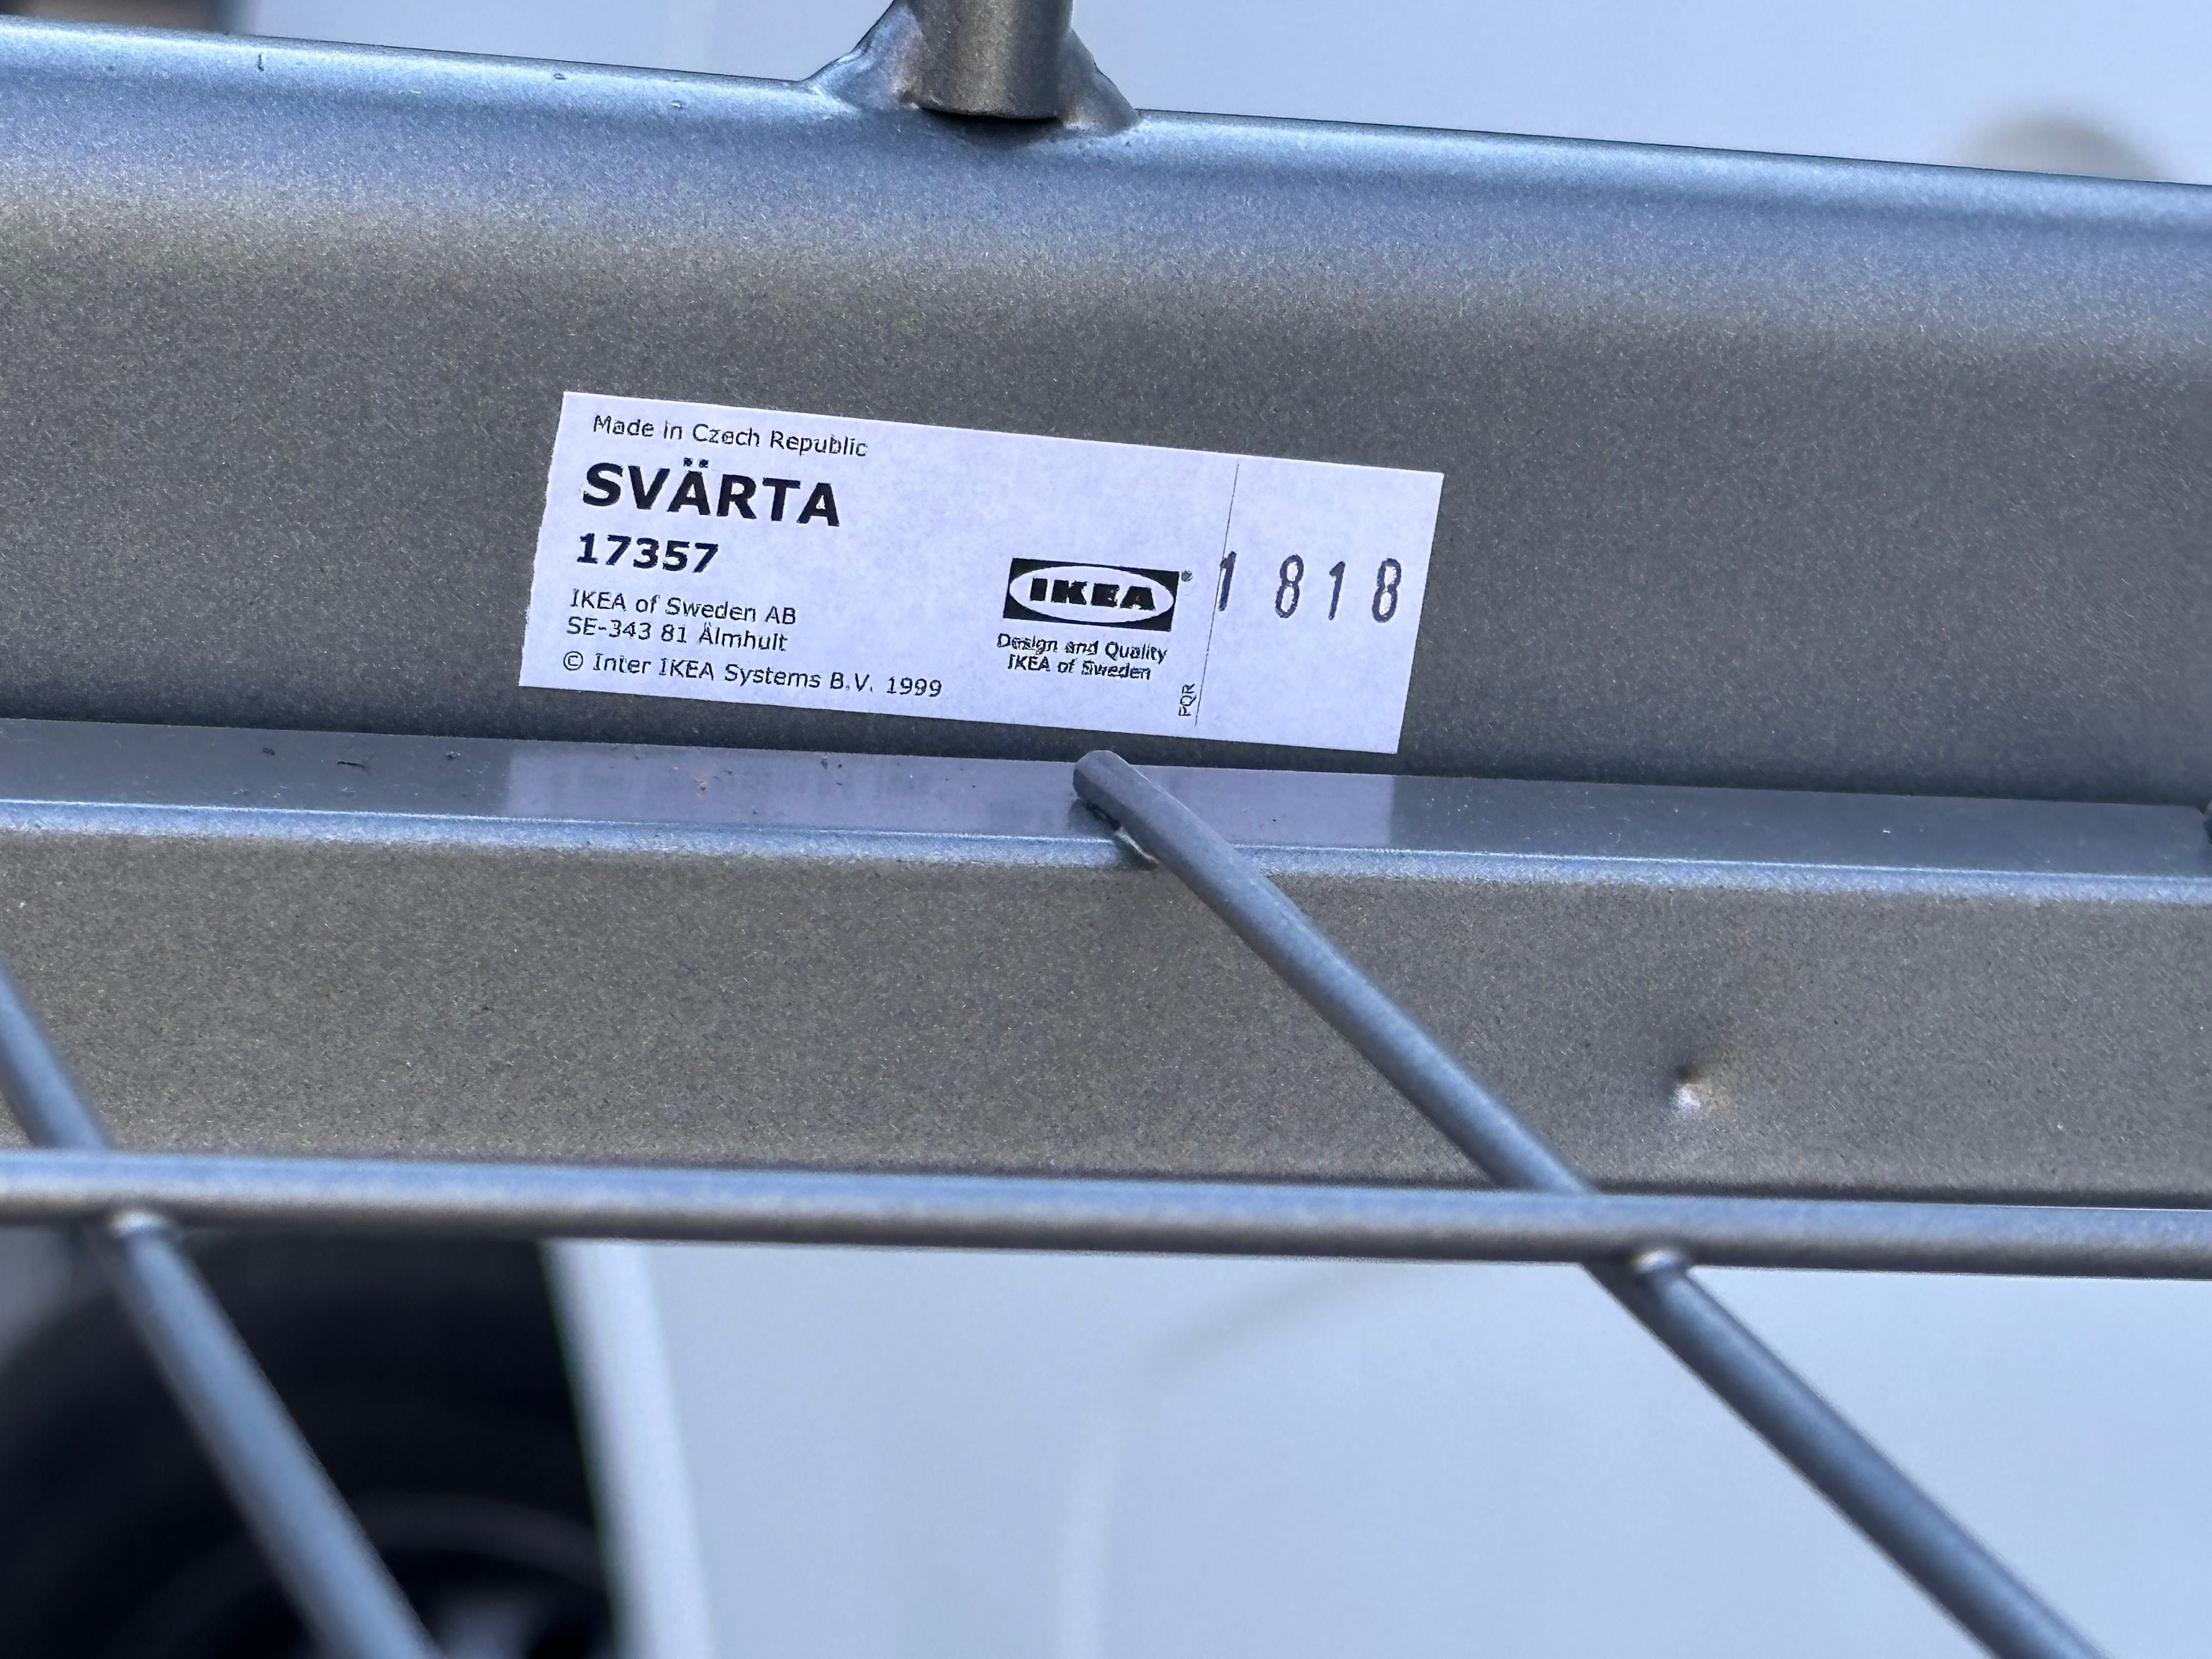 Made in Czech Republic
SVÄRTA
17357
IKEA of Sweden AB
SE-343 81 Älmhult
© Inter IKEA Systems B.V. 1999
IKEA®
Design and Quality
IKEA of Sweden
PQR
1818